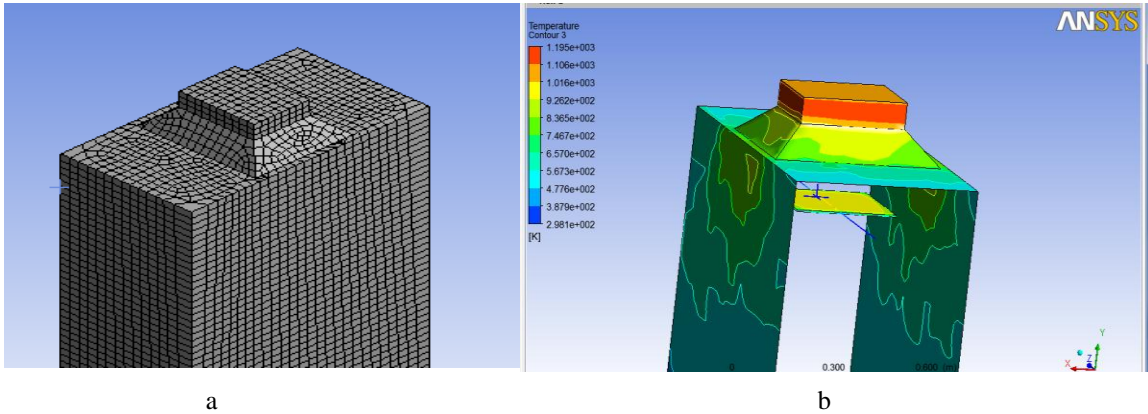 ANSYS
Temperature
Contour 3
1.195e+003
1.106e+003
1.016e+003
9.262e+002
8.365e+002
7.467e+002
6.570e+002
5.673e+002
4.776e+002
3.879e+002
2.981e+002
[K]
0 0.300 0.600 (m)
Y
X Z
a b